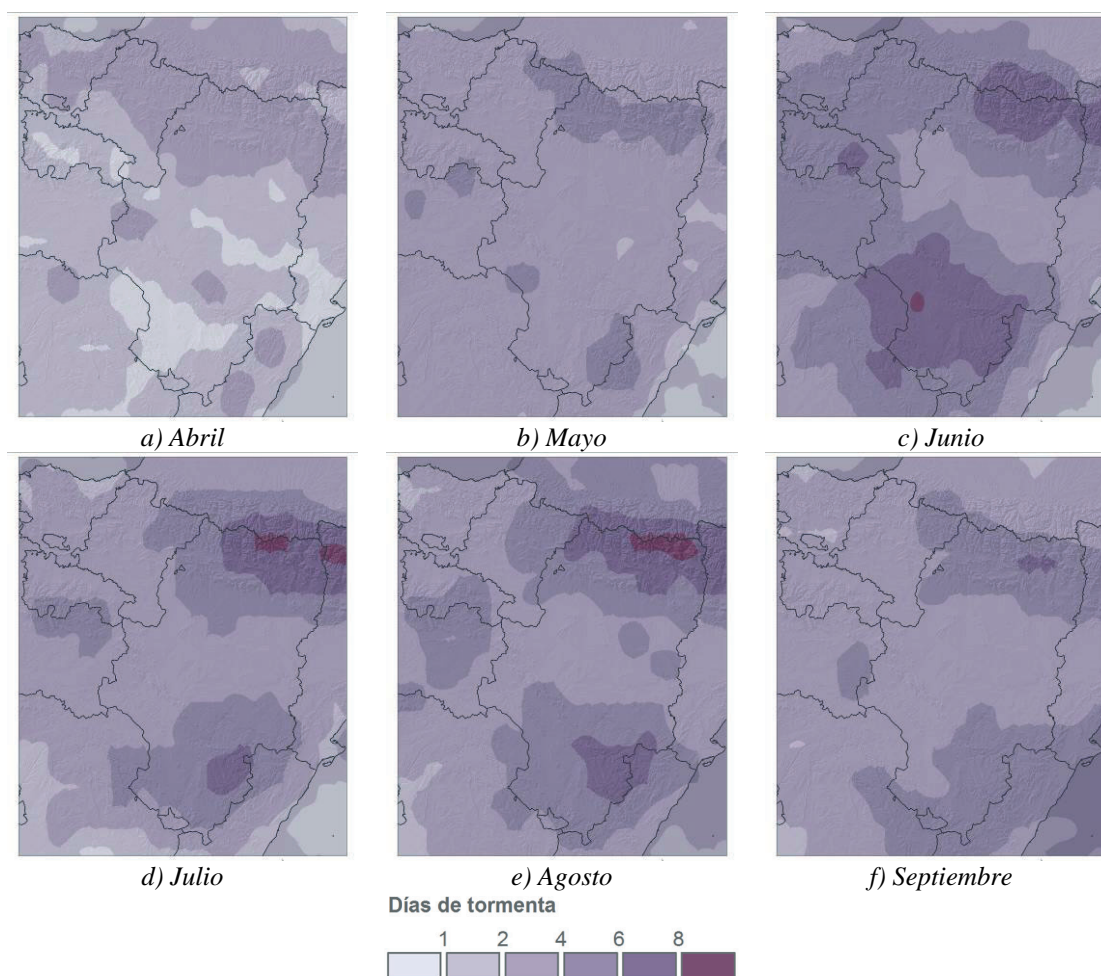 a) Abril
b) Mayo
c) Junio
d) Julio
e) Agosto
f) Septiembre
Días de tormenta
1 2 4 6 8